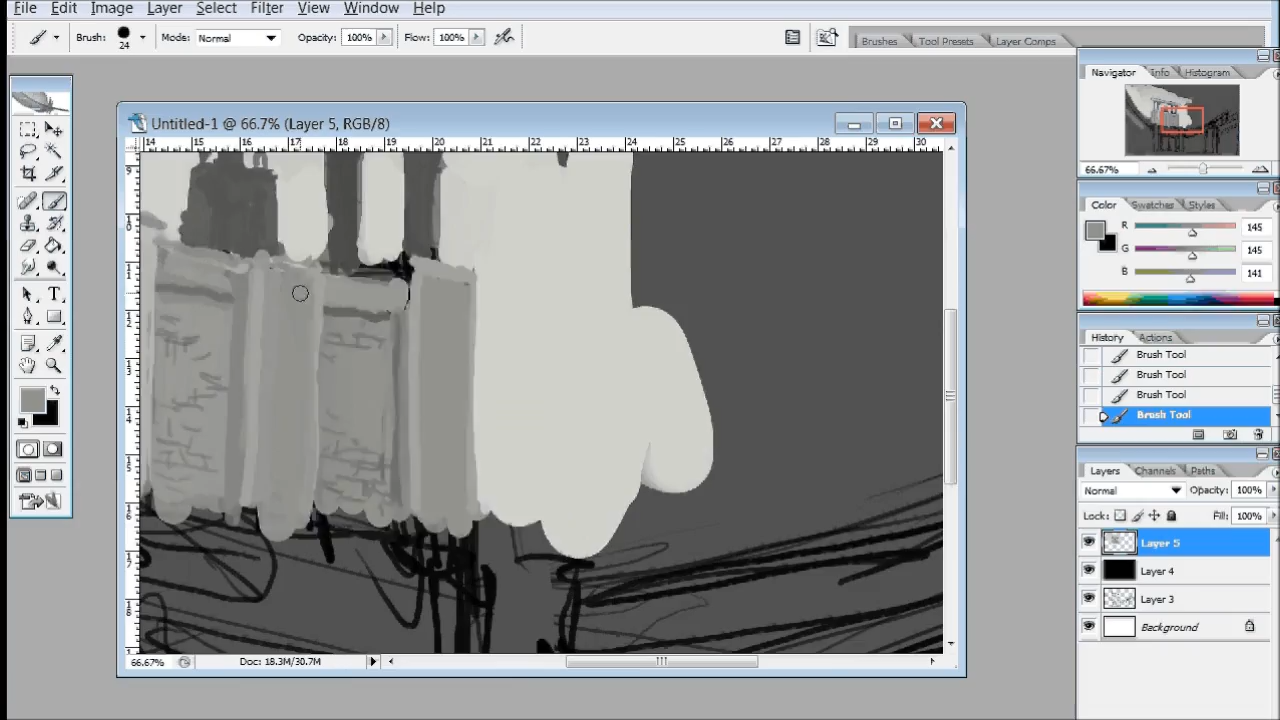 File Edit Image Layer Select Filter View Window Help
Brush: 24 Mode: Normal Opacity: 100% Flow: 100% Brushes Tool Presets Layer Comps
Untitled-1 @ 66.7% (Layer 5, RGB/8)
14 15 16 17 18 19 20 21 22 23 24 25 26 27 28 29 30
Navigator Info Histogram
66.67%
Color Swatches Styles
R 145
G 145
B 141
History Actions
Brush Tool
Brush Tool
Brush Tool
Brush Tool
Layers Channels Paths
Normal Opacity: 100%
Lock: Fill: 100%
Layer 5
Layer 4
Layer 3
Background
66.67% Doc: 18.3M/30.7M